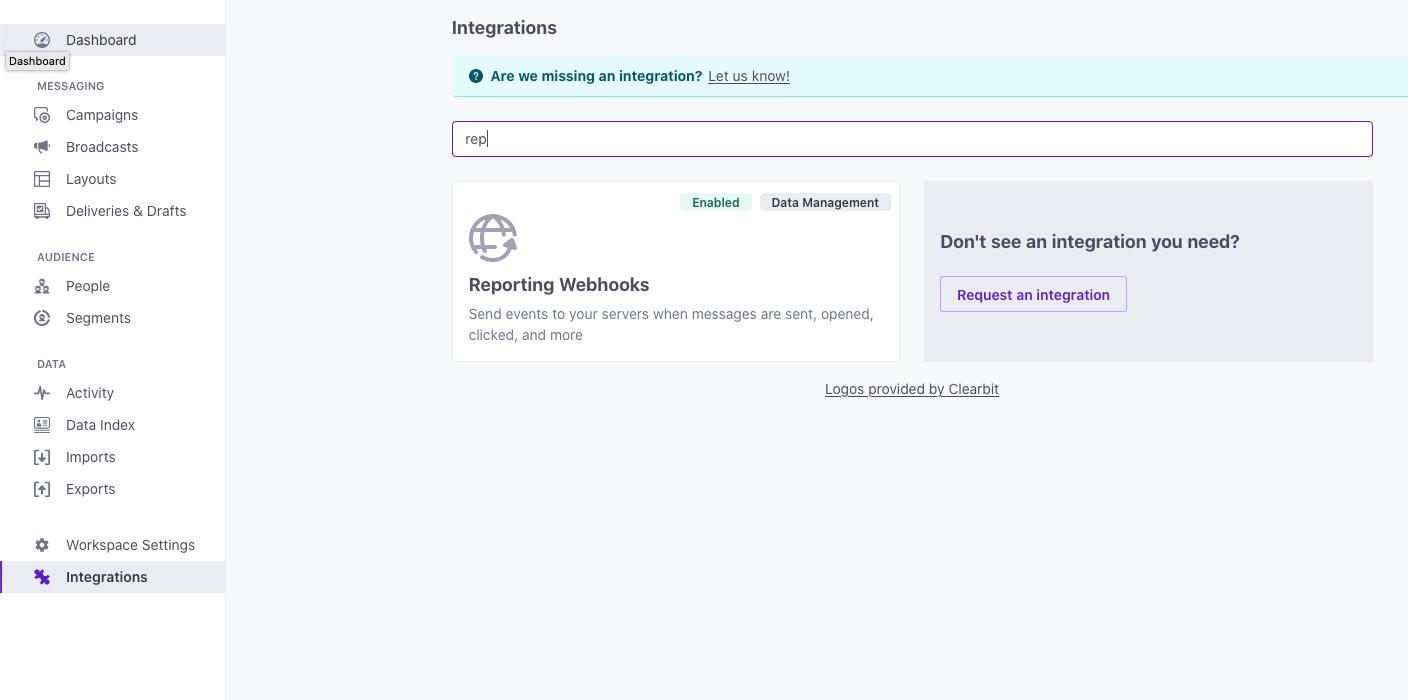 Dashboard
Dashboard
MESSAGING
Campaigns
Broadcasts
Layouts
Deliveries & Drafts
AUDIENCE
People
Segments
DATA
Activity
Data Index
Imports
Exports
Workspace Settings
Integrations
Integrations
Are we missing an integration? Let us know!
rep
Enabled
Data Management
Reporting Webhooks
Send events to your servers when messages are sent, opened,
clicked, and more
Don't see an integration you need?
Request an integration
Logos provided by Clearbit